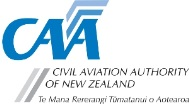 CAA
CIVIL AVIATION AUTHORITY
OF NEW ZEALAND
Te Mana Rererangi Tūmatanui o Aotearoa